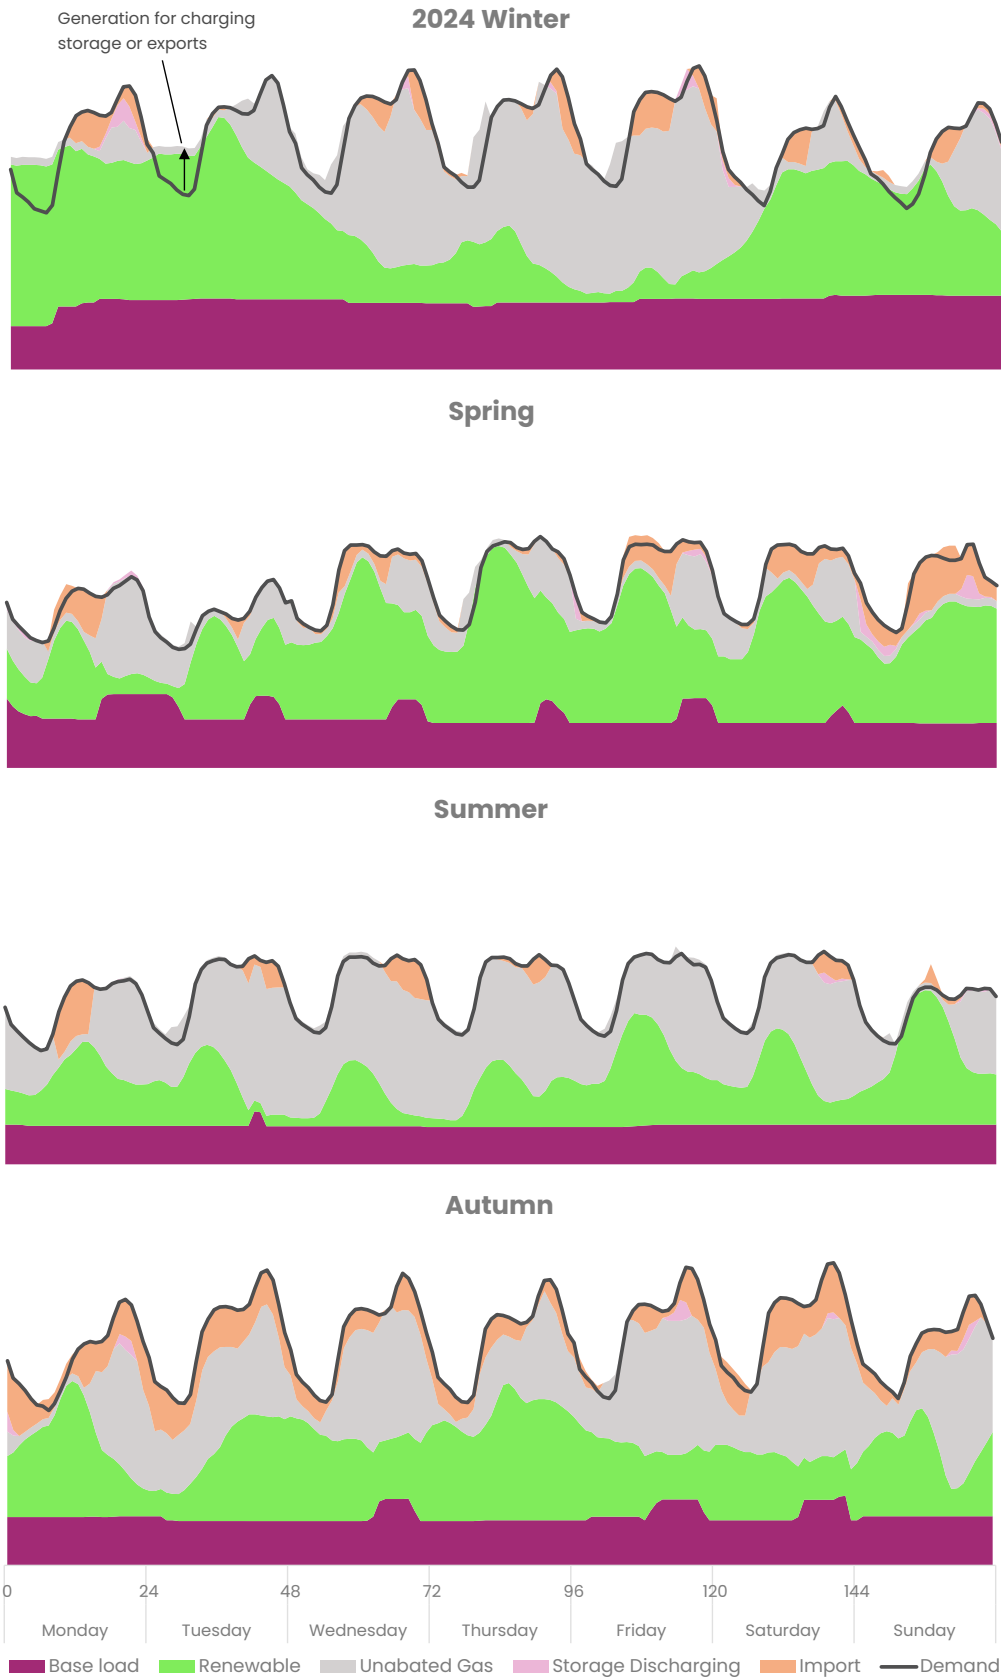 2024 Winter
Generation for charging
storage or exports
Spring
Summer
Autumn
0 24 48 72 96 120 144
Monday Tuesday Wednesday Thursday Friday Saturday Sunday
Base load Renewable Unabated Gas Storage Discharging Import Demand